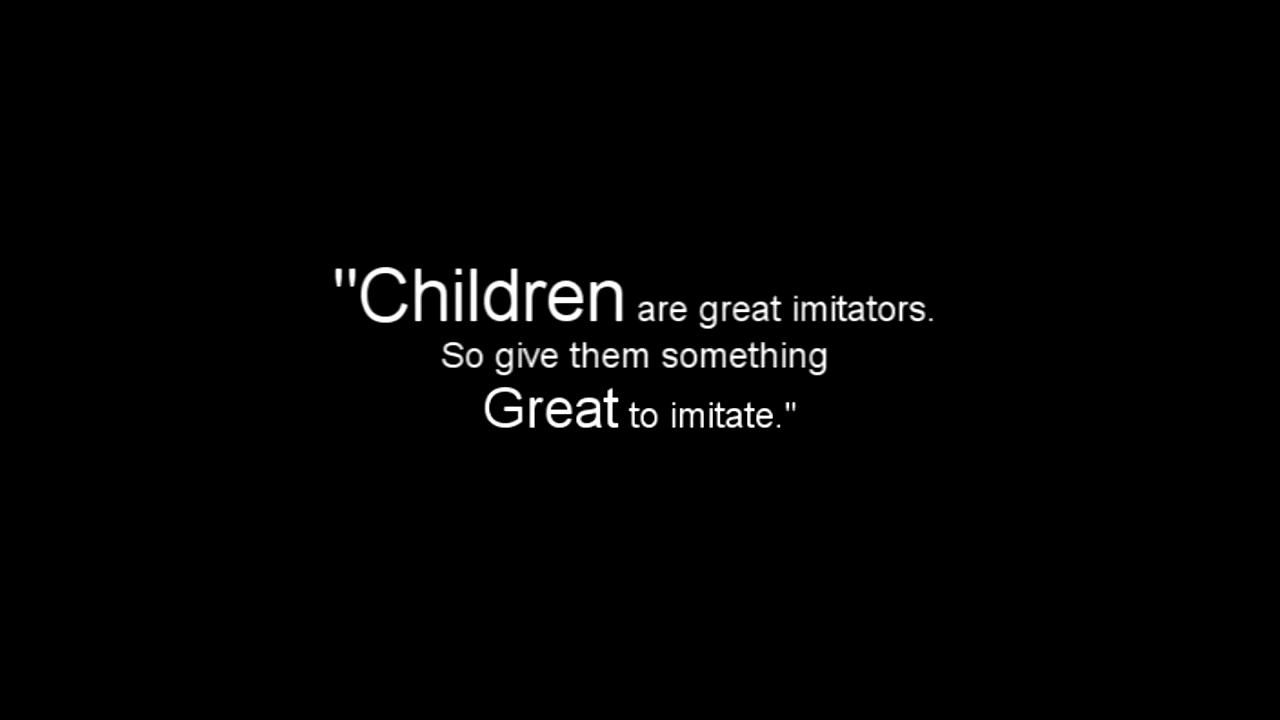 "Children are great imitators.
So give them something
Great to imitate."